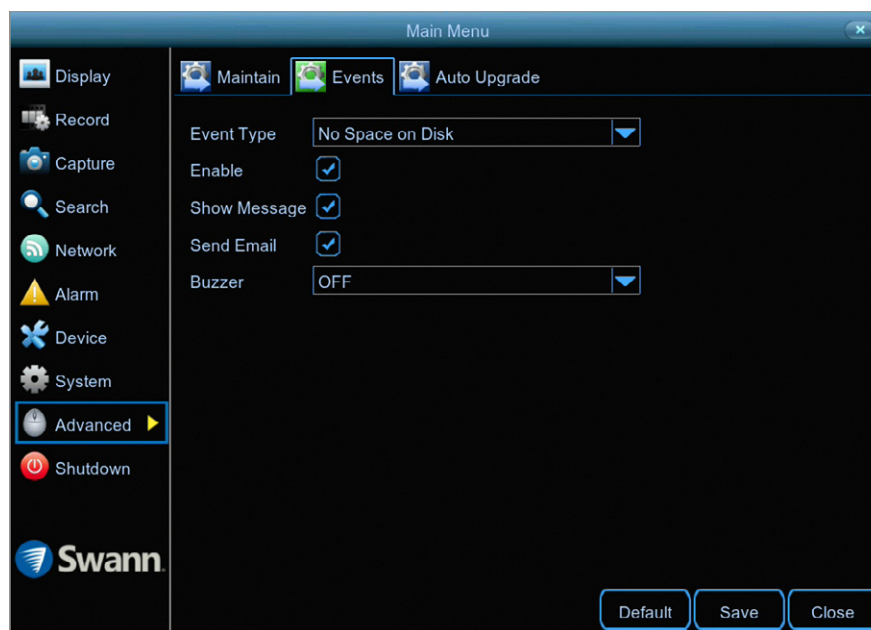 Main Menu
Display
Record
Capture
Search
Network
Alarm
Device
System
Advanced
Shutdown
Swann
Maintain Events Auto Upgrade
Event Type No Space on Disk
Enable
Show Message
Send Email
Buzzer OFF
Default Save Close